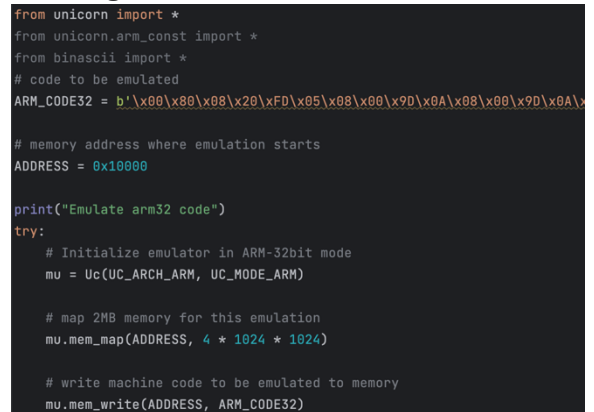 from unicorn import *
from unicorn.arm_const import *
from binascii import *
# code to be emulated
ARM_CODE32 = b'\x00\x80\x08\x20\xFD\x05\x08\x00\x9D\x0A\x08\x00\x9D\x0A\x
# memory address where emulation starts
ADDRESS = 0x10000
print("Emulate arm32 code")
try:
# Initialize emulator in ARM-32bit mode
mu = Uc(UC_ARCH_ARM, UC_MODE_ARM)
# map 2MB memory for this emulation
mu.mem_map(ADDRESS, 4 * 1024 * 1024)
# write machine code to be emulated to memory
mu.mem_write(ADDRESS, ARM_CODE32)